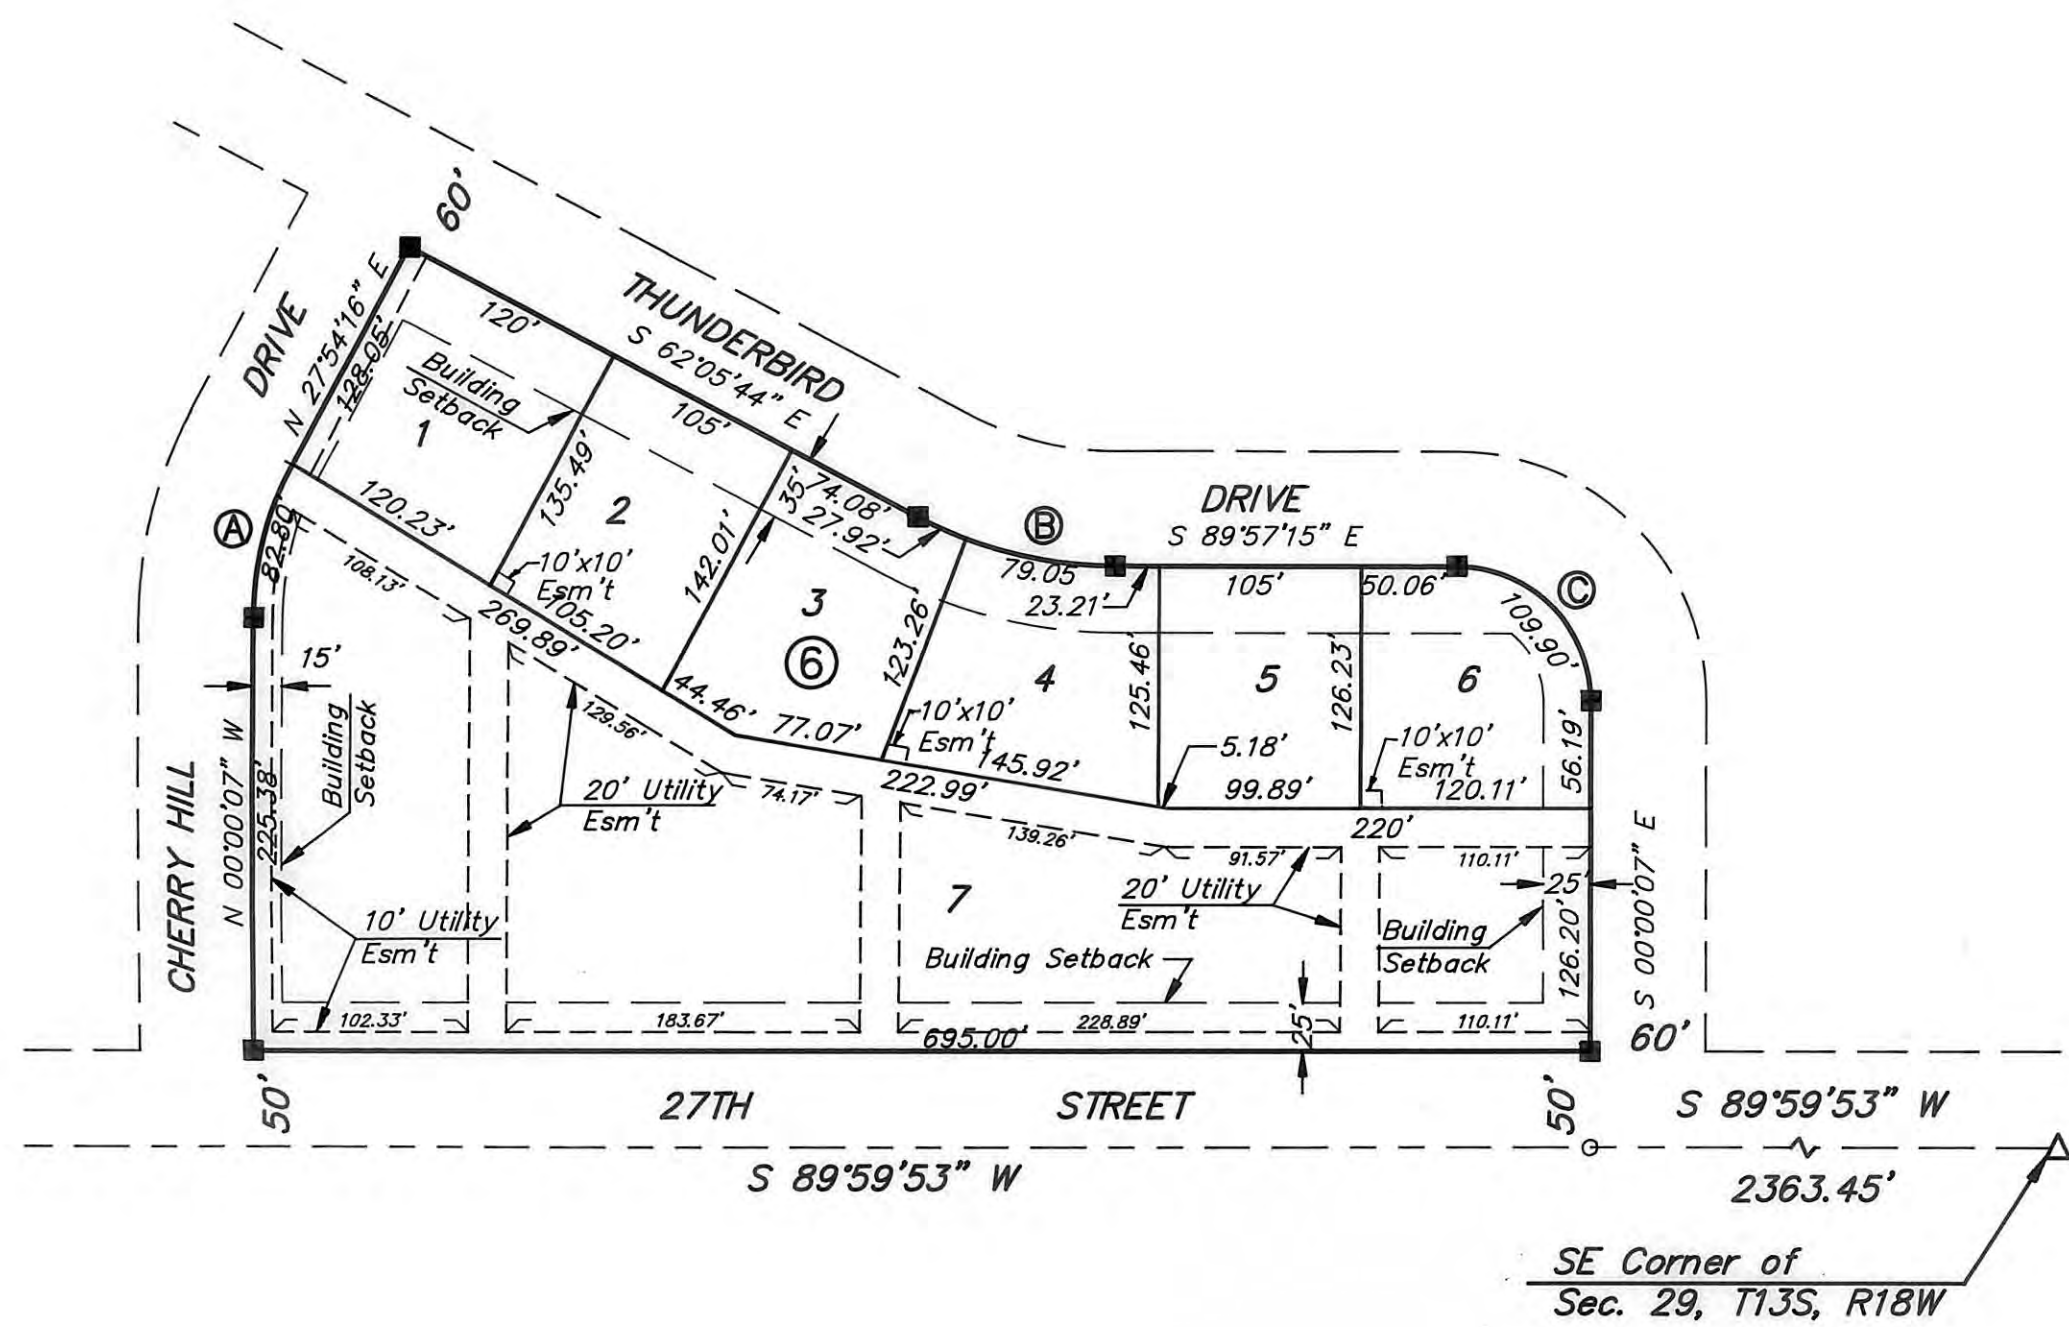 60'
THUNDERBIRD
S 62°05'44" E
DRIVE
N 27°54'16" E
128.05'
120'
Building
Setback
1
105'
135.49'
2
35'
74.08'
27.92'
142.01'
120.23'
10'x10'
Esm't
105.20'
269.89'
3
6
123.26'
44.46'
77.07'
A
82.80'
108.13'
B
DRIVE
S 89°57'15" E
79.05
23.21'
105'
50.06'
C
109.90'
4
125.46'
5
126.23'
6
56.19'
10'x10'
Esm't
145.92'
222.99'
5.18'
99.89'
10'x10'
Esm't
120.11'
220'
15'
Building
Setback
129.56'
20' Utility
Esm't
74.17'
139.26'
91.57'
110.11'
25'
CHERRY HILL
N 00°00'07" W
225.38'
10' Utility
Esm't
7
20' Utility
Esm't
Building Setback
Building
Setback
126.20'
S 00°00'07" E
102.33'
183.67'
228.89'
110.11'
25'
695.00'
60'
50'
27TH STREET
50'
S 89°59'53" W
S 89°59'53" W
2363.45'
SE Corner of
Sec. 29, T13S, R18W